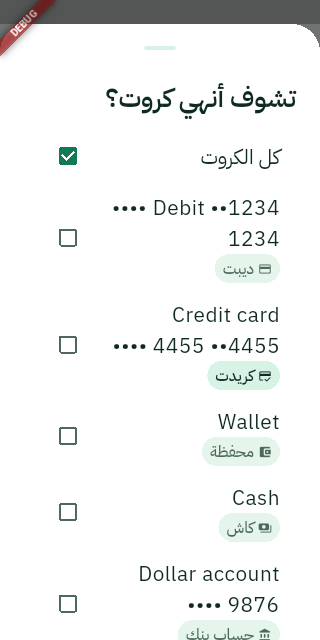 DEBUG
تشوف أنهي كروت؟
كل الكروت
•••• Debit ••1234
1234
ديبت
Credit card
•••• 4455 ••4455
كريدت
Wallet
محفظة
Cash
كاش
Dollar account
•••• 9876
حساب بنك